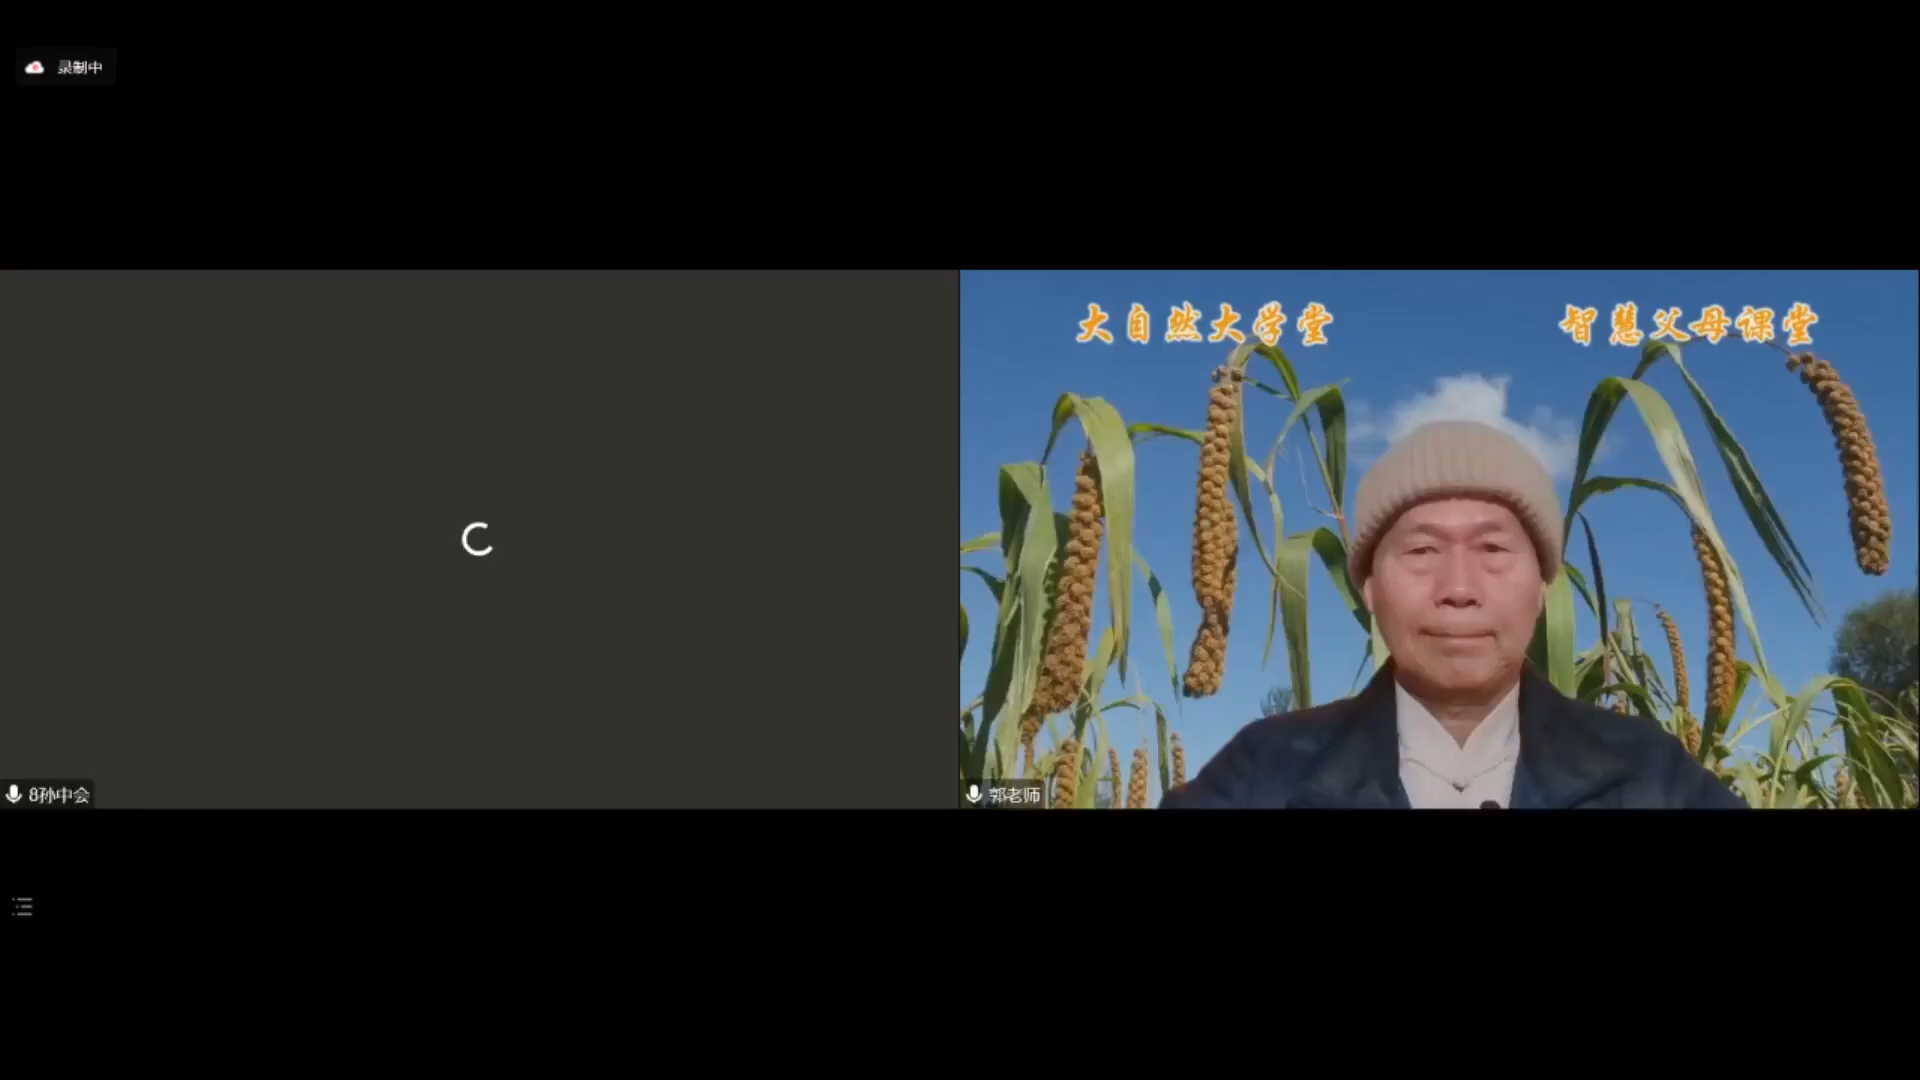 录制中
大自然大学堂
智慧父母课堂
8孙中会
郭老师